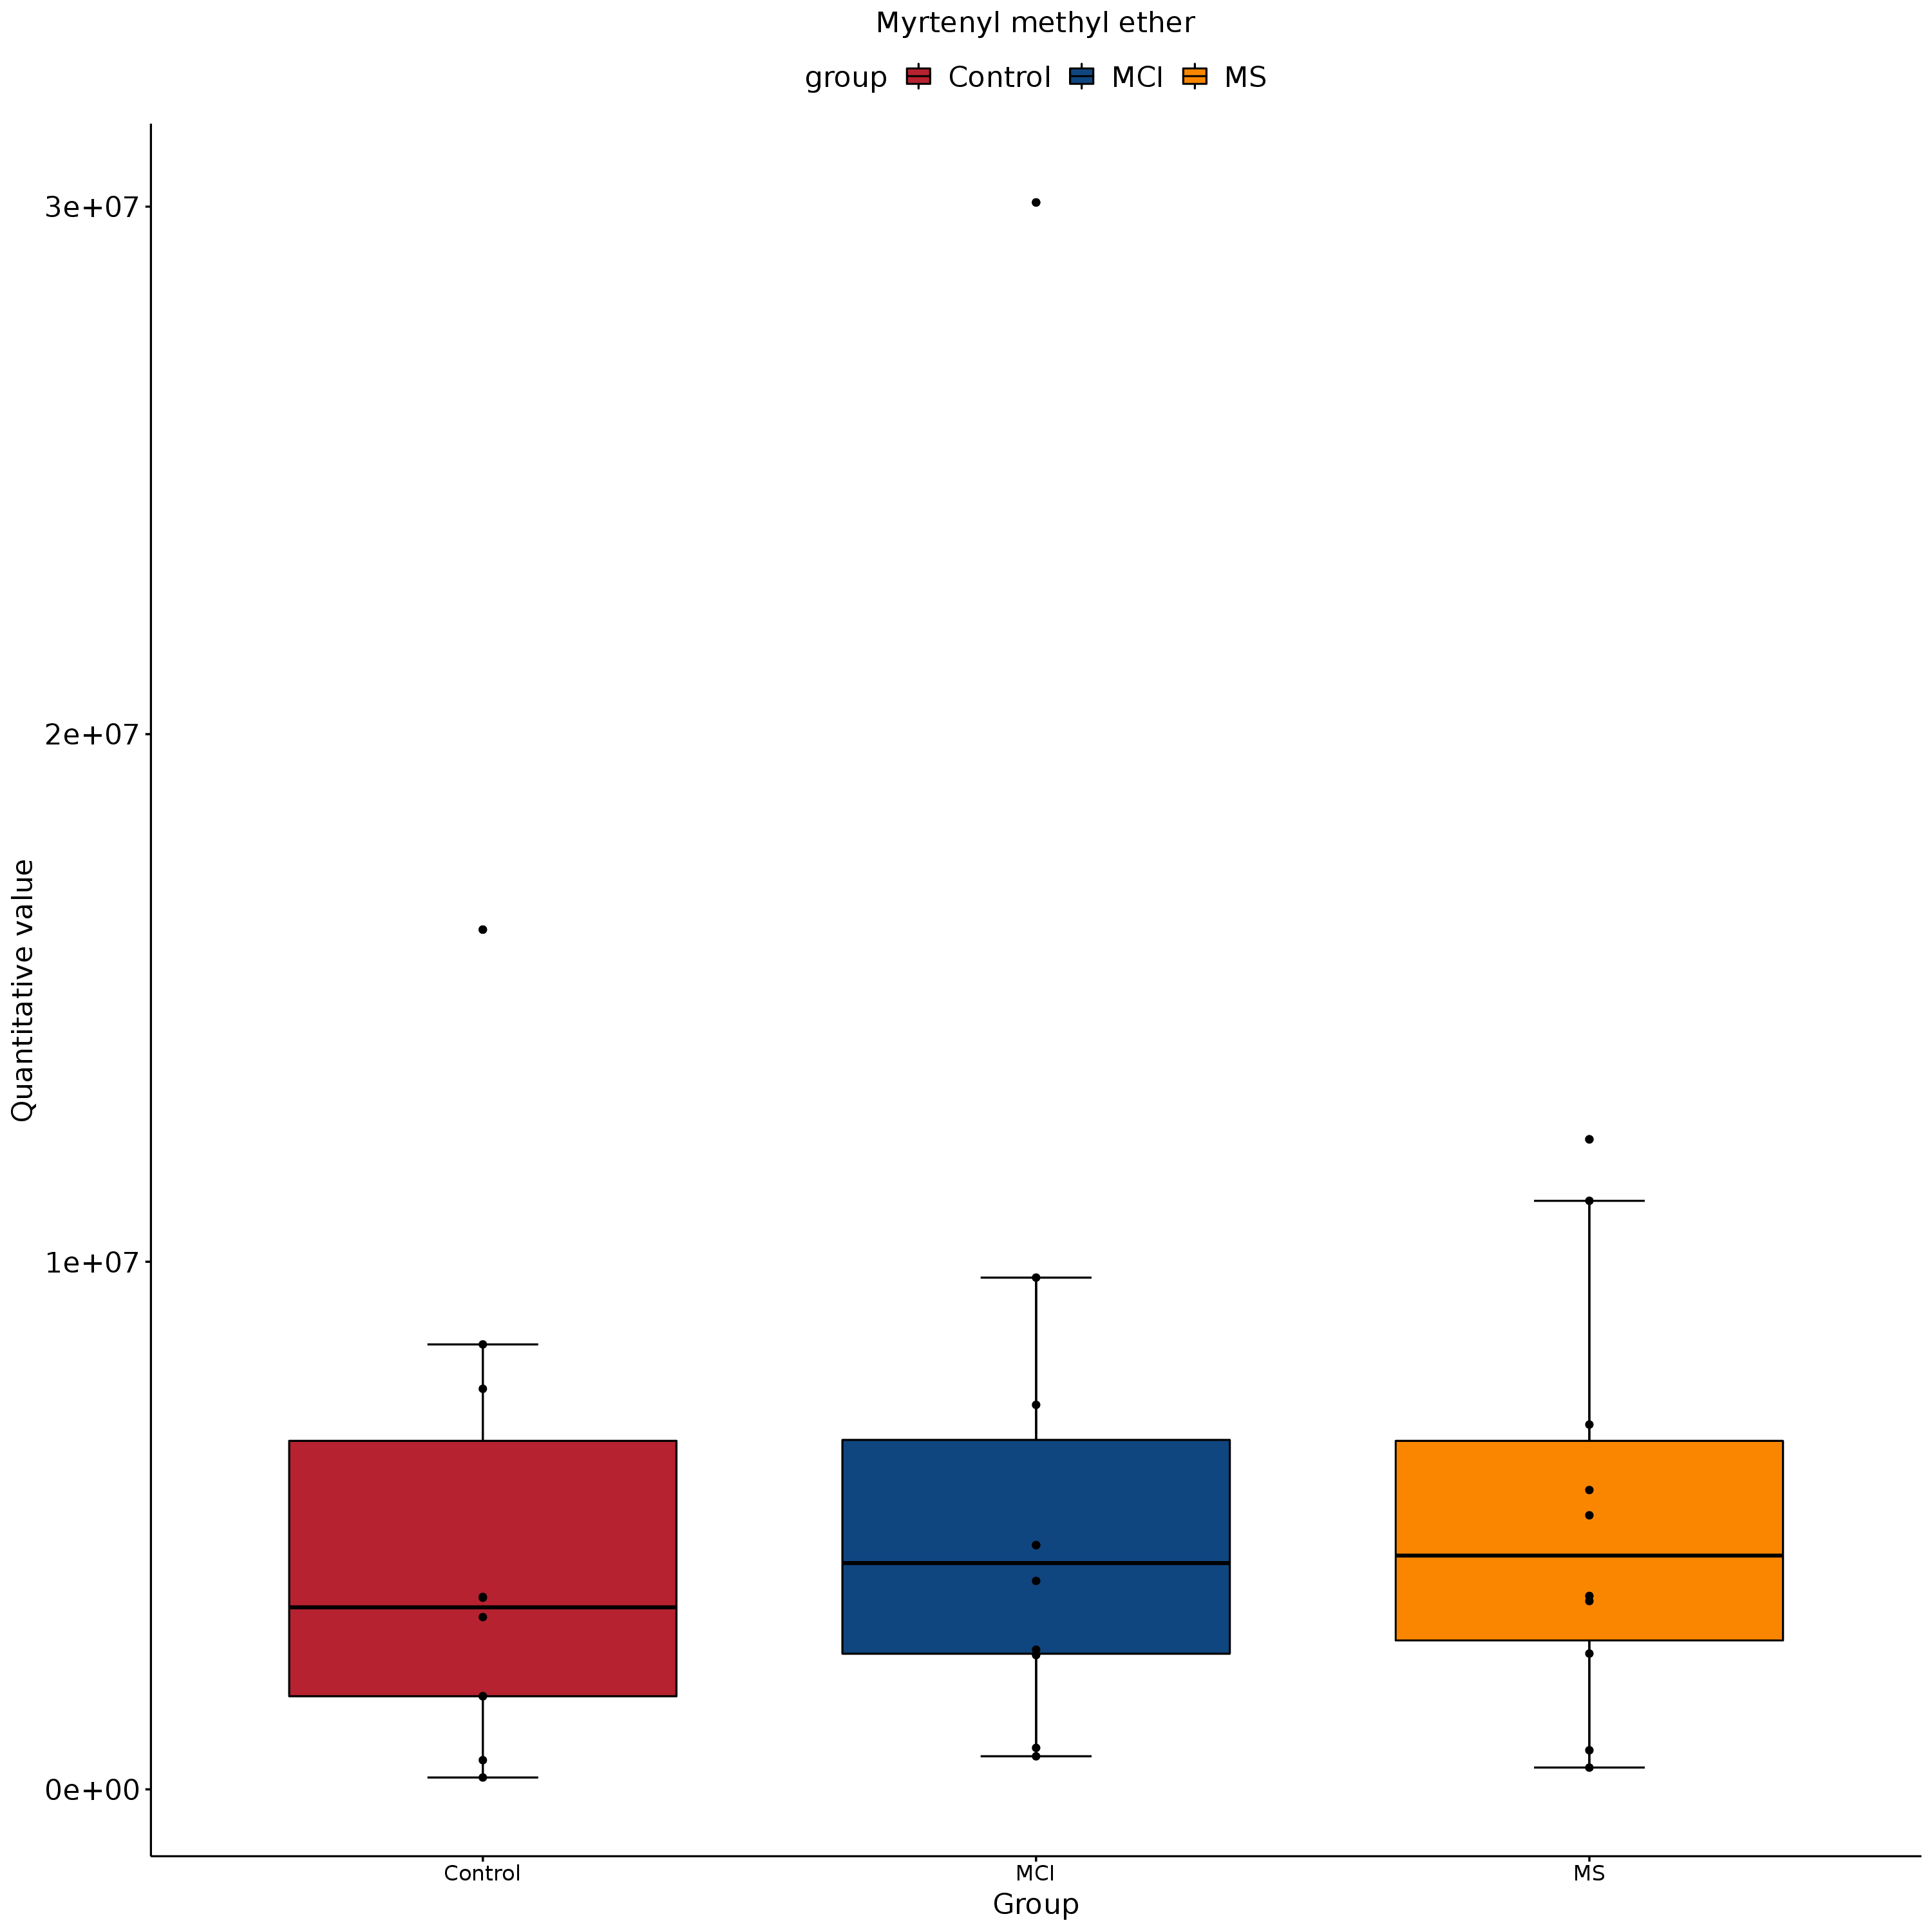 Myrtenyl methyl ether
group Control MCI MS
3e+07
2e+07
1e+07
0e+00
Quantitative value
Control MCI MS
Group